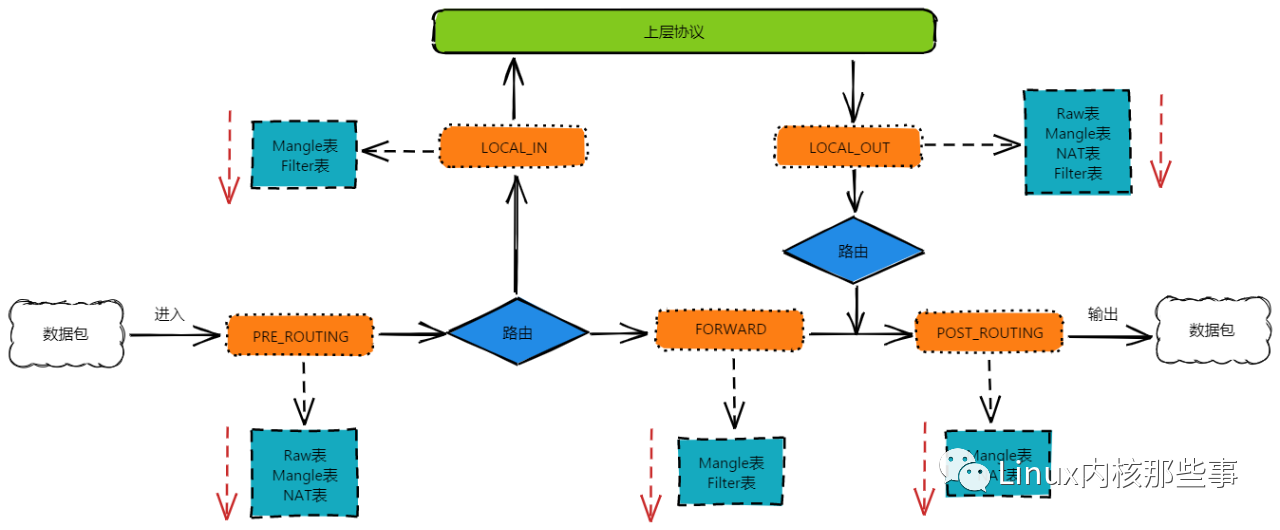 上层协议
Mangle表
Filter表
LOCAL_IN
LOCAL_OUT
Raw表
Mangle表
NAT表
Filter表
路由
数据包
进入
PRE_ROUTING
路由
FORWARD
POST_ROUTING
输出
数据包
Raw表
Mangle表
NAT表
Mangle表
Filter表
Mangle表
NAT表
Linux内核那些事